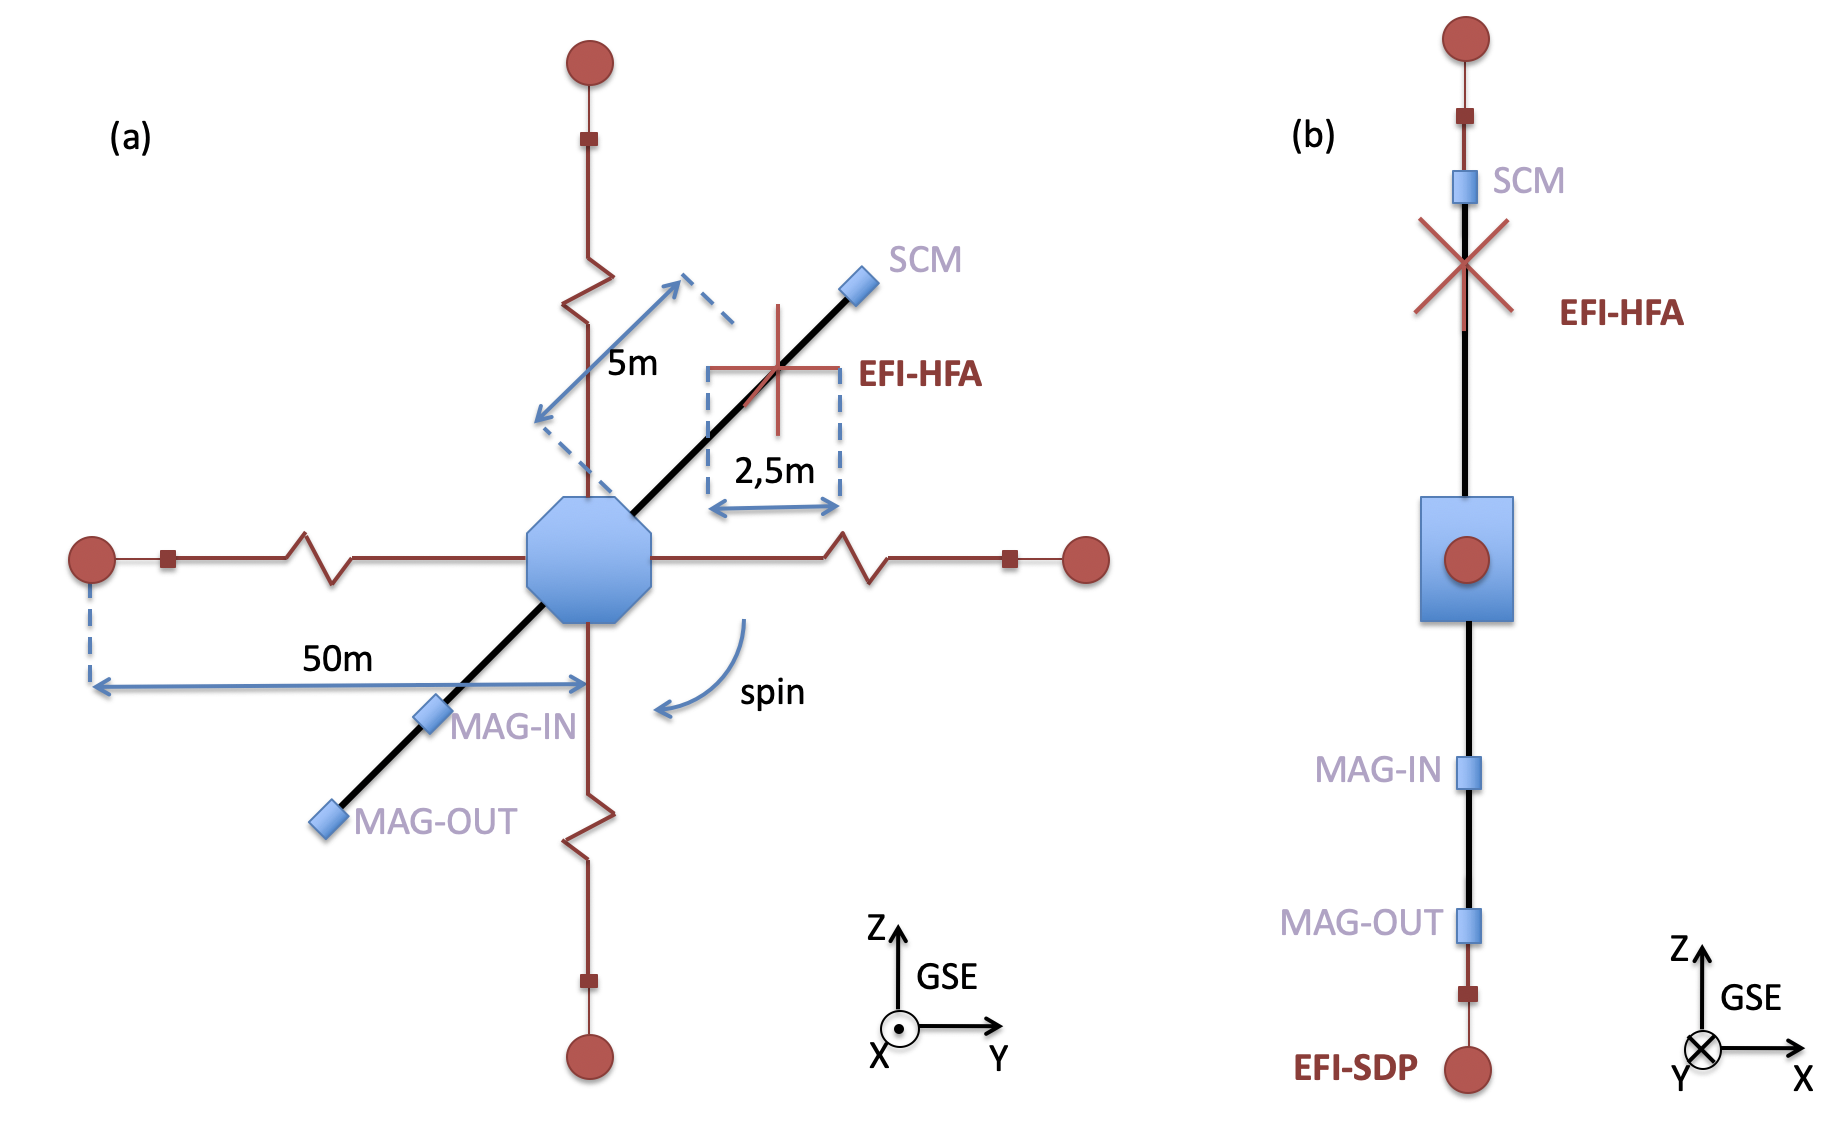 (a)
SCM
5m
EFI-HFA
2,5m
50m
spin
MAG-IN
MAG-OUT
Z
GSE
X
Y
(b)
SCM
EFI-HFA
MAG-IN
MAG-OUT
EFI-SDP
Z
GSE
Y
X